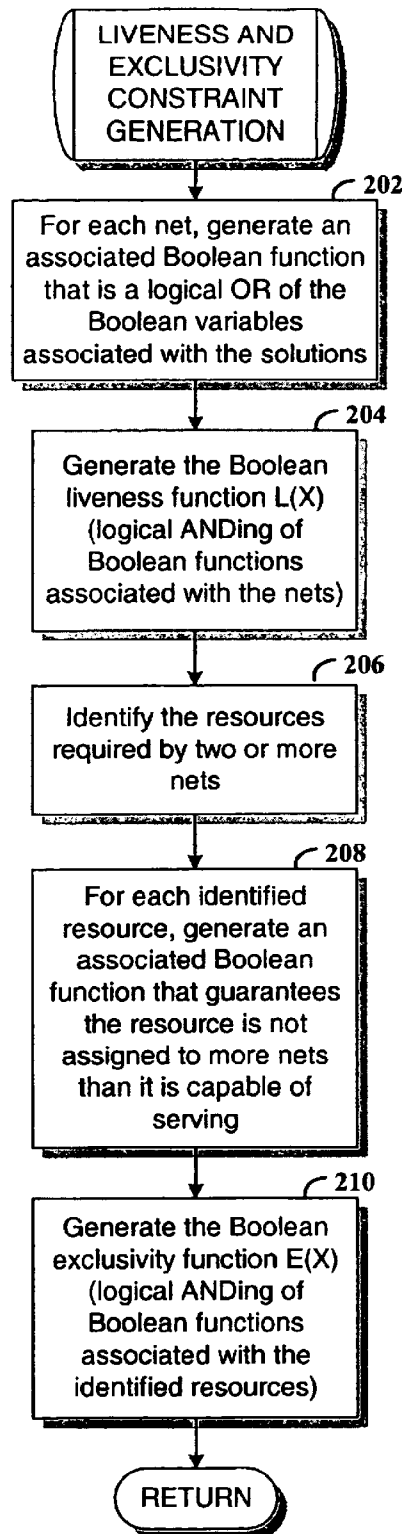 LIVENESS AND
EXCLUSIVITY
CONSTRAINT
GENERATION
202
For each net, generate an
associated Boolean function
that is a logical OR of the
Boolean variables
associated with the solutions
204
Generate the Boolean
liveness function L(X)
(logical ANDing of
Boolean functions
associated with the nets)
206
Identify the resources
required by two or more
nets
208
For each identified
resource, generate an
associated Boolean
function that guarantees
the resource is not
assigned to more nets
than it is capable of
serving
210
Generate the Boolean
exclusivity function E(X)
(logical ANDing of
Boolean functions
associated with the
identified resources)
RETURN